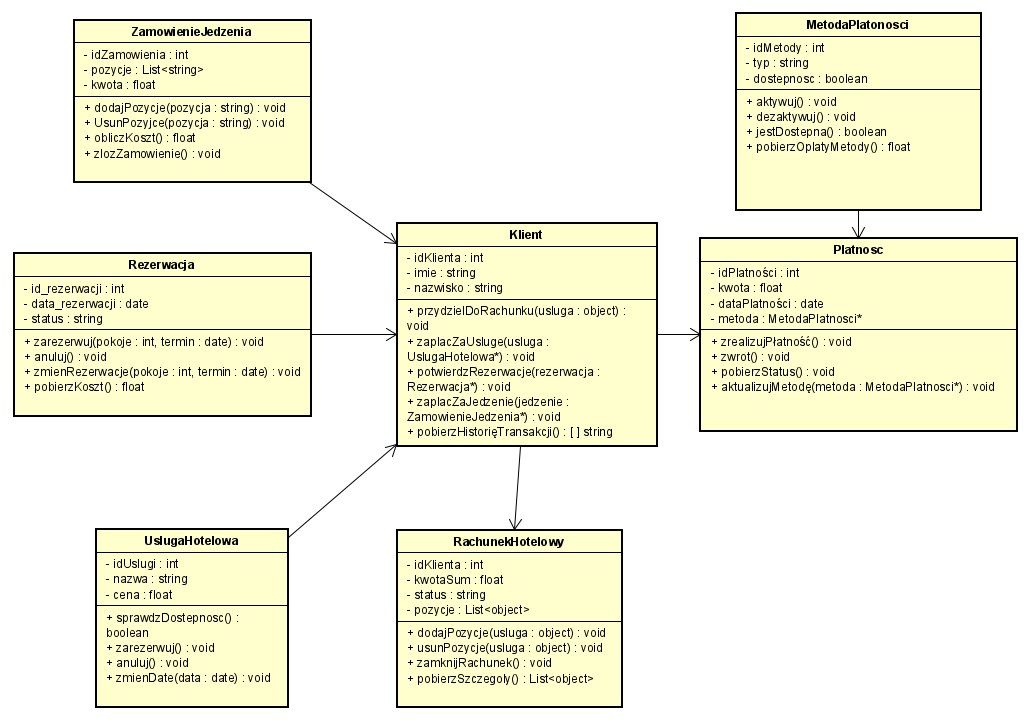 ZamowienieJedzenia
- idZamowienia : int
- pozycje : List<string>
- kwota : float
+ dodajPozycje(pozycja : string) : void
+ UsunPozyjce(pozycja : string) : void
+ obliczKoszt() : float
+ zlozZamowienie() : void
MetodaPlatonosci
- idMetody : int
- typ : string
- dostepnosc : boolean
+ aktywuj() : void
+ dezaktywuj() : void
+ jestDostepna() : boolean
+ pobierzOplatyMetody() : float
Rezerwacja
- id_rezerwacji : int
- data_rezerwacji : date
- status : string
+ zarezerwuj(pokoje : int, termin : date) : void
+ anuluj() : void
+ zmienRezerwacje(pokoje : int, termin : date) : void
+ pobierzKoszt() : float
Klient
- idKlienta : int
- imie : string
- nazwisko : string
+ przydzielDoRachunku(usluga : object) :
void
+ zaplacZaUsluge(usluga :
UslugaHotelowa*) : void
+ potwierdzRezerwacje(rezerwacja :
Rezerwacja*) : void
+ zaplacZaJedzenie(jedzenie :
ZamowienieJedzenia*) : void
+ pobierzHistorięTransakcji() : [ ] string
Platnosc
- idPlatności : int
- kwota : float
- dataPlatności : date
- metoda : MetodaPlatnosci*
+ zrealizujPłatność() : void
+ zwrot() : void
+ pobierzStatus() : void
+ aktualizujMetodę(metoda : MetodaPlatnosci*) : void
UslugaHotelowa
- idUslugi : int
- nazwa : string
- cena : float
+ sprawdzDostepnosc() :
boolean
+ zarezerwuj() : void
+ anuluj() : void
+ zmienDate(data : date) : void
RachunekHotelowy
- idKlienta : int
- kwotaSum : float
- status : string
- pozycje : List<object>
+ dodajPozycje(usluga : object) : void
+ usunPozycje(usluga : object) : void
+ zamknijRachunek() : void
+ pobierzSzczegoly() : List<object>